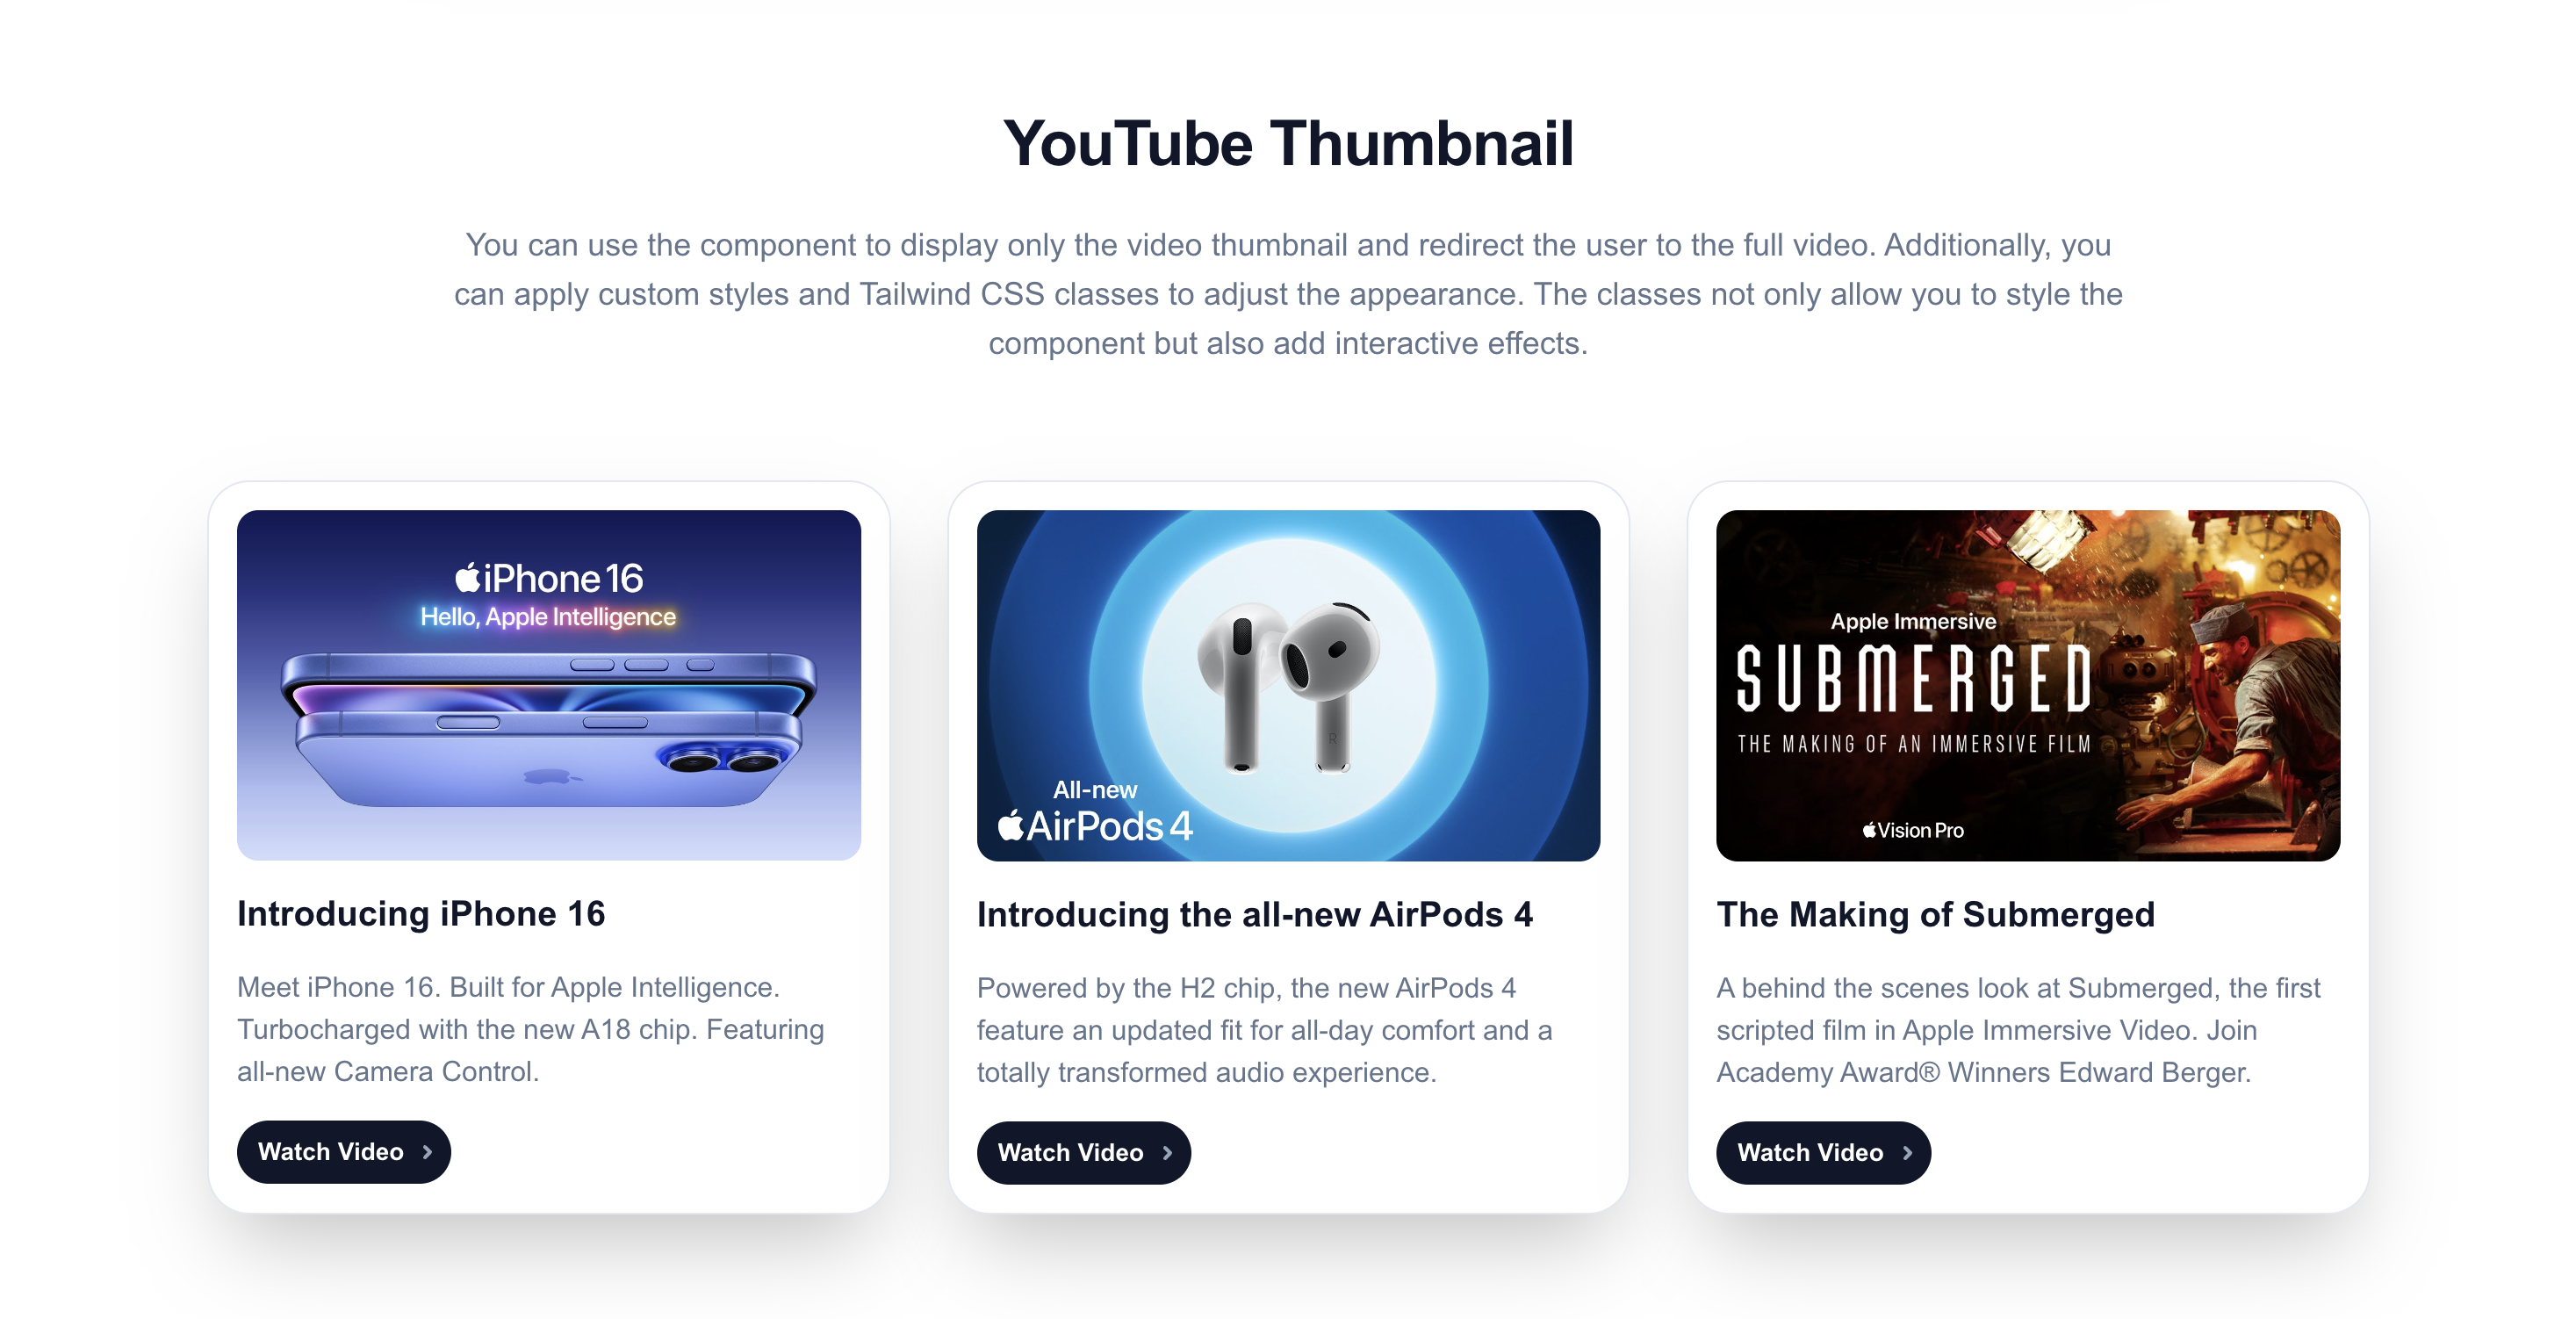 YouTube Thumbnail
You can use the component to display only the video thumbnail and redirect the user to the full video. Additionally, you
can apply custom styles and Tailwind CSS classes to adjust the appearance. The classes not only allow you to style the
component but also add interactive effects.
iPhone 16
Hello, Apple Intelligence
Introducing iPhone 16
Meet iPhone 16. Built for Apple Intelligence.
Turbocharged with the new A18 chip. Featuring
all-new Camera Control.
Watch Video
R
All-new
AirPods 4
Introducing the all-new AirPods 4
Powered by the H2 chip, the new AirPods 4
feature an updated fit for all-day comfort and a
totally transformed audio experience.
Watch Video
Apple Immersive
SUBMERGED
THE MAKING OF AN IMMERSIVE FILM
Vision Pro
The Making of Submerged
A behind the scenes look at Submerged, the first
scripted film in Apple Immersive Video. Join
Academy Award® Winners Edward Berger.
Watch Video